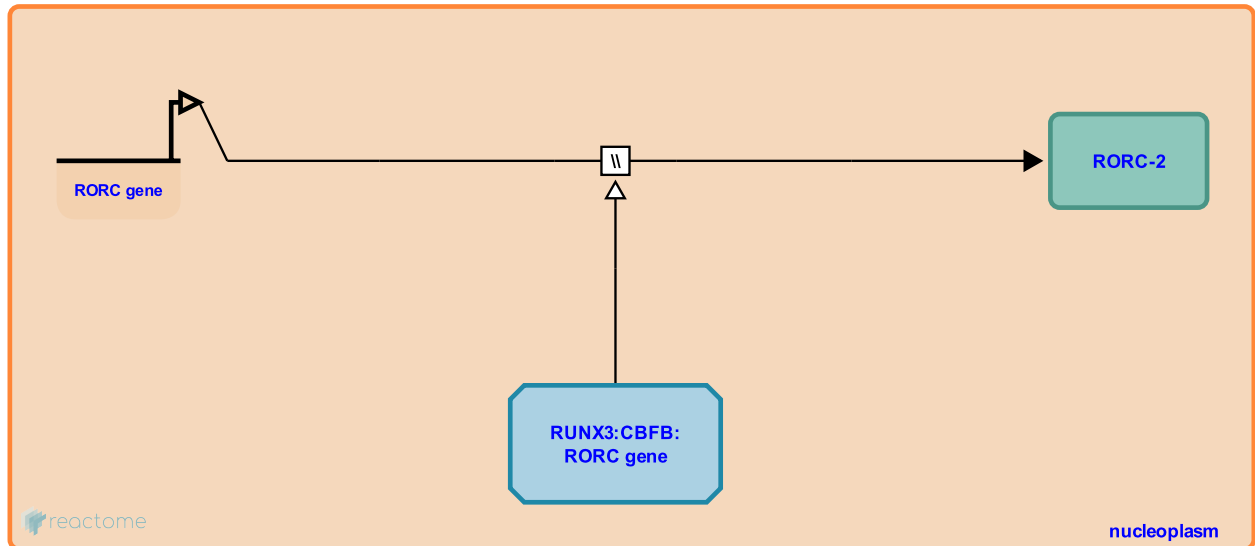 RORC gene
\\
RORC-2
RUNX3:CBFB:
RORC gene
reactome
nucleoplasm